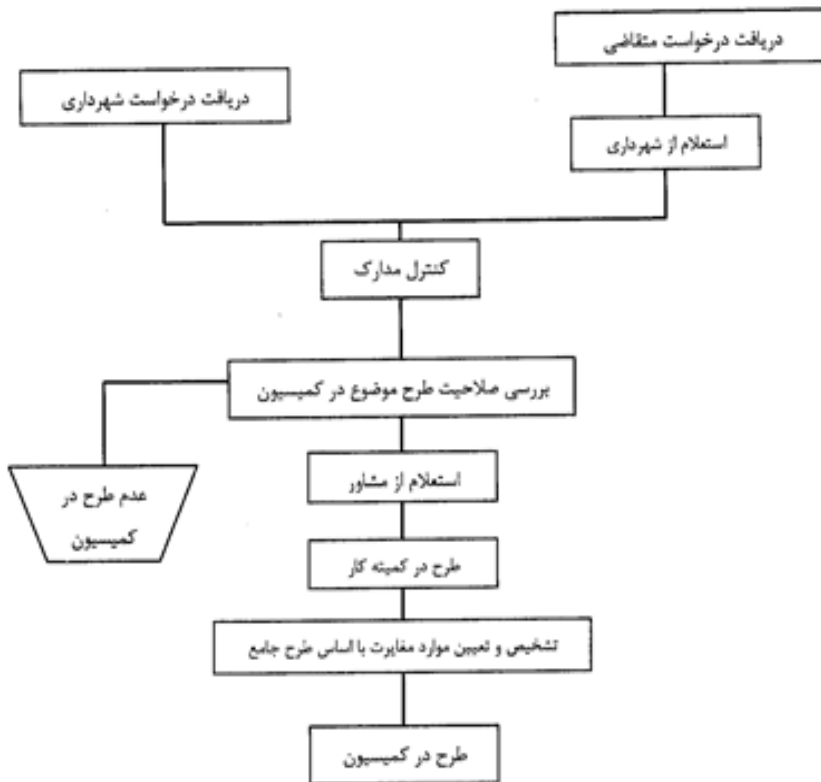 دریافت درخواست متقاضی
دریافت درخواست شهرداری
استعلام از شهرداری
کنترل مدارک
بررسی صلاحیت طرح موضوع در کمیسیون
استعلام از مشاور
عدم طرح در
کمیسیون
طرح در کمیته کار
تشخیص و تعیین موارد مغایرت با اساس طرح جامع
طرح در کمیسیون